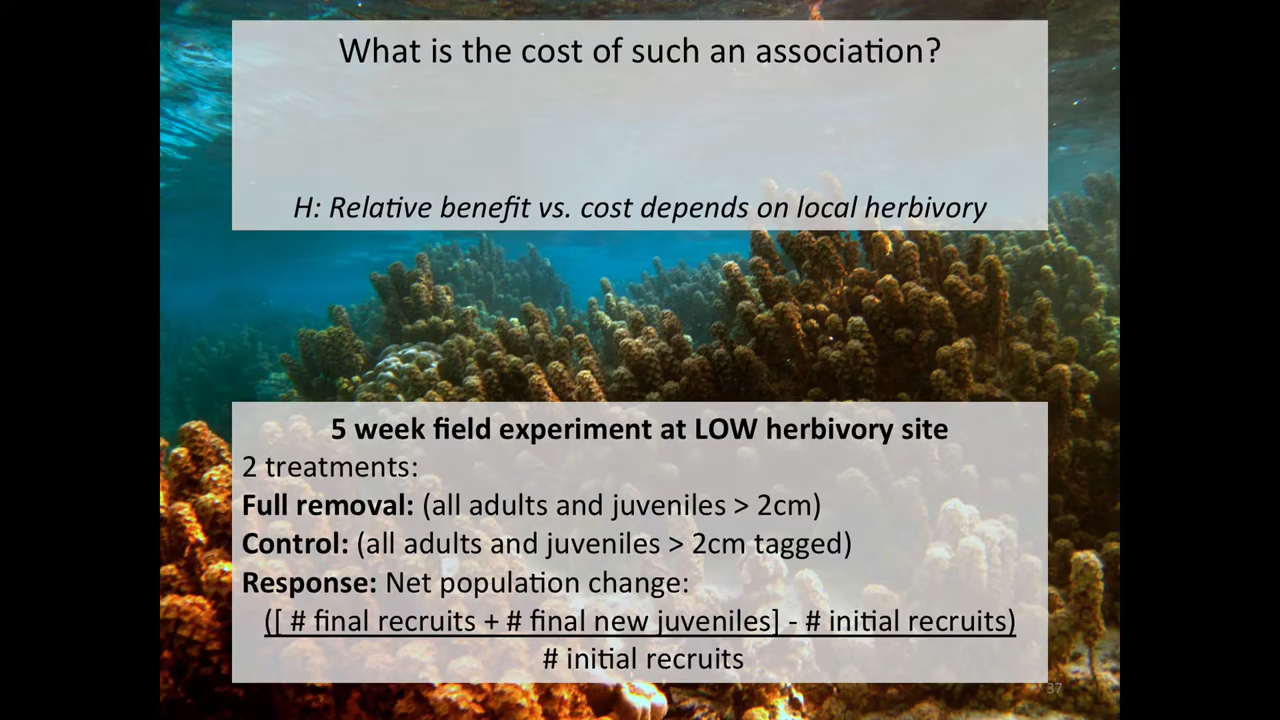 What is the cost of such an association?
H: Relative benefit vs. cost depends on local herbivory
5 week field experiment at LOW herbivory site
2 treatments:
Full removal: (all adults and juveniles > 2cm)
Control: (all adults and juveniles > 2cm tagged)
Response: Net population change:
([ # final recruits + # final new juveniles] - # initial recruits)
# initial recruits
37